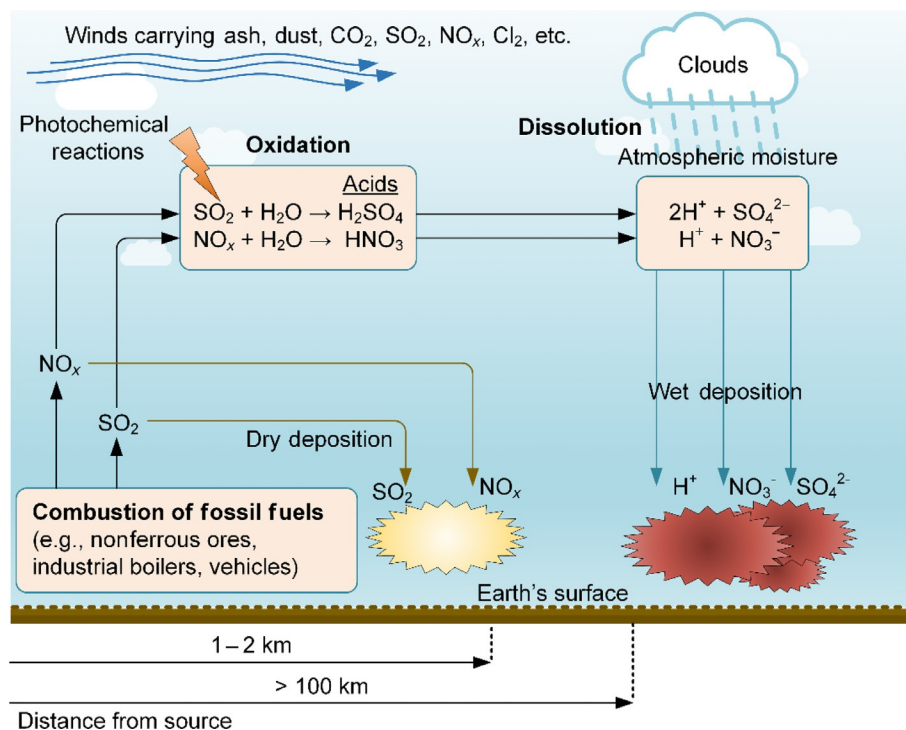 Winds carrying ash, dust, CO₂, SO₂, NOₓ, Cl₂, etc.
Clouds
Photochemical
reactions
Oxidation
Dissolution
Atmospheric moisture
Acids
SO₂ + H₂O → H₂SO₄
NOₓ + H₂O → HNO₃
2H⁺ + SO₄²⁻
H⁺ + NO₃⁻
NOₓ
SO₂
Dry deposition
Wet deposition
SO₂
NOₓ
H⁺
NO₃⁻
SO₄²⁻
Combustion of fossil fuels
(e.g., nonferrous ores,
industrial boilers, vehicles)
Earth's surface
1–2 km
> 100 km
Distance from source